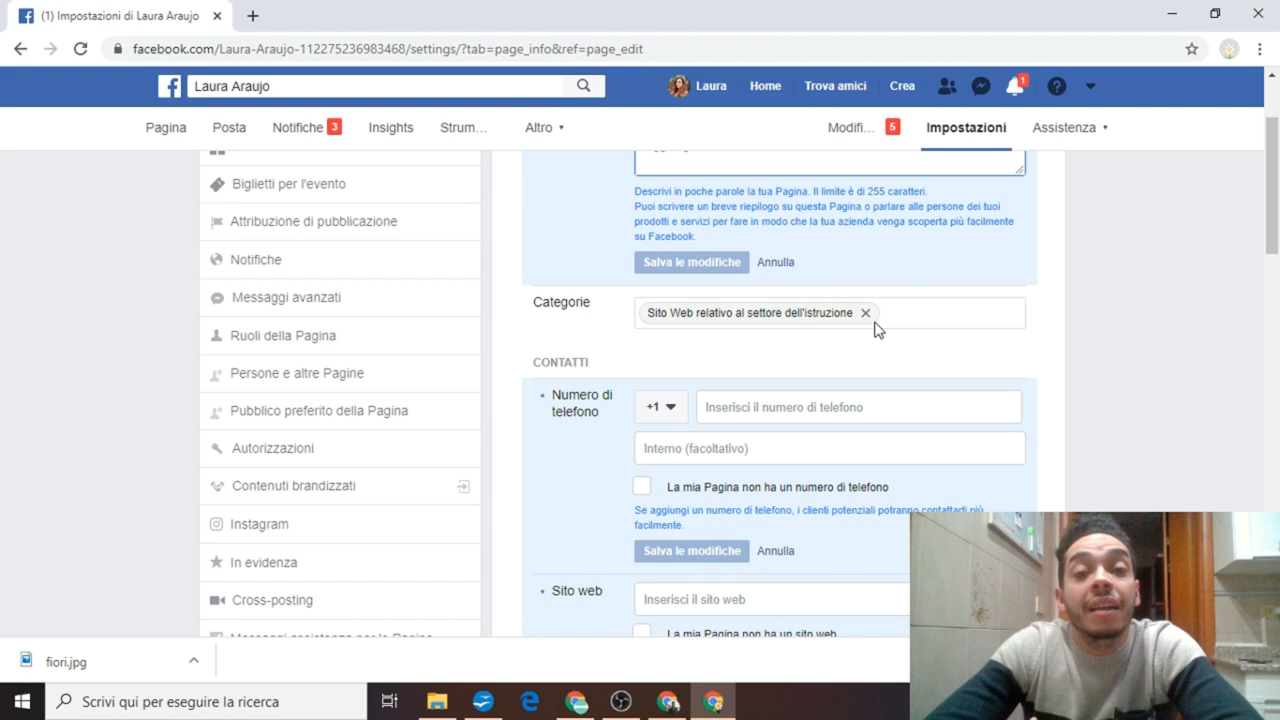 (1) Impostazioni di Laura Araujo
facebook.com/Laura-Araujo-112275236983468/settings/?tab=page_info&ref=page_edit
Laura Araujo
Laura
Home
Trova amici
Crea
1
Pagina
Posta
Notifiche 3
Insights
Strum…
Altro
Modifi… 5
Impostazioni
Assistenza
Biglietti per l'evento
Attribuzione di pubblicazione
Notifiche
Messaggi avanzati
Ruoli della Pagina
Persone e altre Pagine
Pubblico preferito della Pagina
Autorizzazioni
Contenuti brandizzati
Instagram
In evidenza
Cross-posting
Descrivi in poche parole la tua Pagina. Il limite è di 255 caratteri.
Puoi scrivere un breve riepilogo su questa Pagina o parlare alle persone dei tuoi
prodotti e servizi per fare in modo che la tua azienda venga scoperta più facilmente
su Facebook.
Salva le modifiche
Annulla
Categorie
Sito Web relativo al settore dell'istruzione
CONTATTI
Numero di
telefono
+1
Inserisci il numero di telefono
Interno (facoltativo)
La mia Pagina non ha un numero di telefono
Se aggiungi un numero di telefono, i clienti potenziali potranno contattarti più
facilmente.
Salva le modifiche
Annulla
Sito web
Inserisci il sito web
La mia Pagina non ha un sito web
fiori.jpg
Scrivi qui per eseguire la ricerca